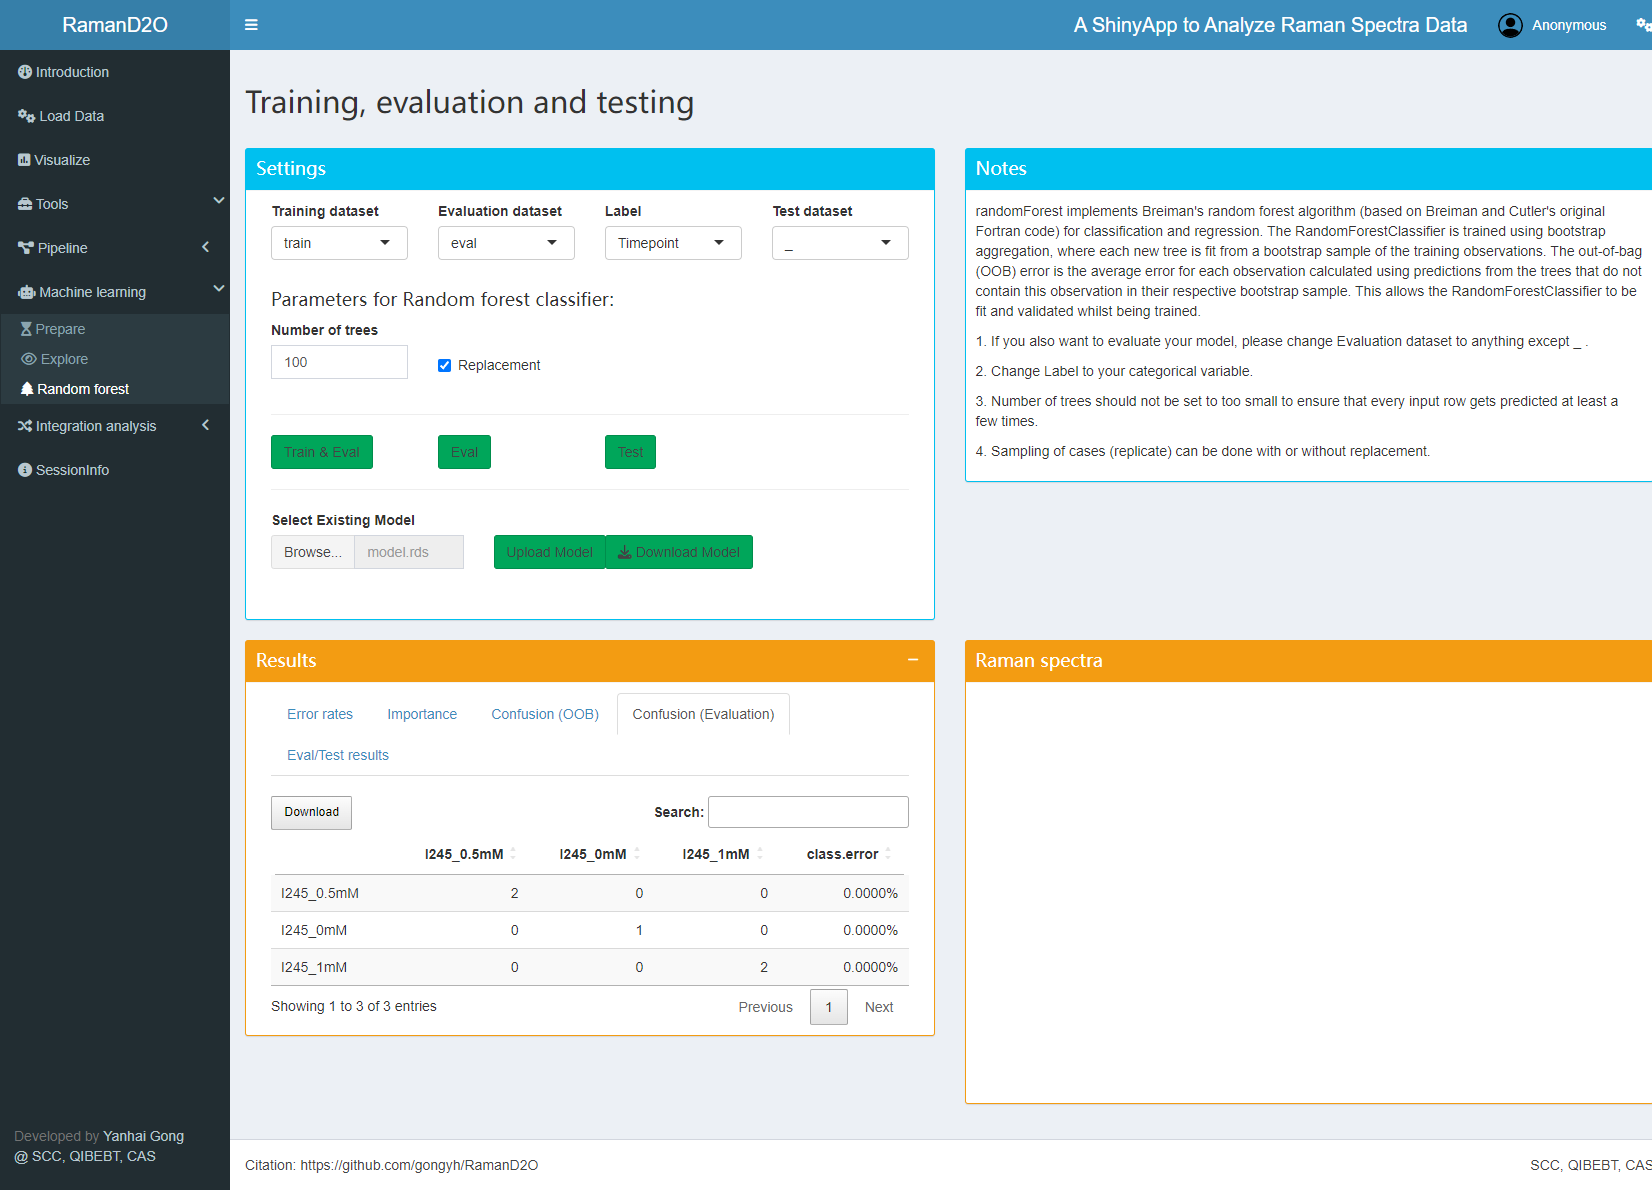 RamanD2O
A ShinyApp to Analyze Raman Spectra Data
Anonymous
Introduction
Load Data
Visualize
Tools
Pipeline
Machine learning
Prepare
Explore
Random forest
Integration analysis
SessionInfo
Developed by Yanhai Gong
@ SCC, QIBEBT, CAS
Training, evaluation and testing
Settings
Training dataset Evaluation dataset Label Test dataset
train eval Timepoint _
Parameters for Random forest classifier:
Number of trees
100 Replacement
Train & Eval Eval Test
Select Existing Model
Browse... model.rds Upload Model Download Model
Notes
randomForest implements Breiman's random forest algorithm (based on Breiman and Cutler's original
Fortran code) for classification and regression. The RandomForestClassifier is trained using bootstrap
aggregation, where each new tree is fit from a bootstrap sample of the training observations. The out-of-bag
(OOB) error is the average error for each observation calculated using predictions from the trees that do not
contain this observation in their respective bootstrap sample. This allows the RandomForestClassifier to be
fit and validated whilst being trained.
1. If you also want to evaluate your model, please change Evaluation dataset to anything except _ .
2. Change Label to your categorical variable.
3. Number of trees should not be set to too small to ensure that every input row gets predicted at least a
few times.
4. Sampling of cases (replicate) can be done with or without replacement.
Results
Error rates Importance Confusion (OOB) Confusion (Evaluation)
Eval/Test results
Download Search:
I245_0.5mM I245_0mM I245_1mM class.error
I245_0.5mM 2 0 0 0.0000%
I245_0mM 0 1 0 0.0000%
I245_1mM 0 0 2 0.0000%
Showing 1 to 3 of 3 entries Previous 1 Next
Raman spectra
Citation: https://github.com/gongyh/RamanD2O
SCC, QIBEBT, CAS